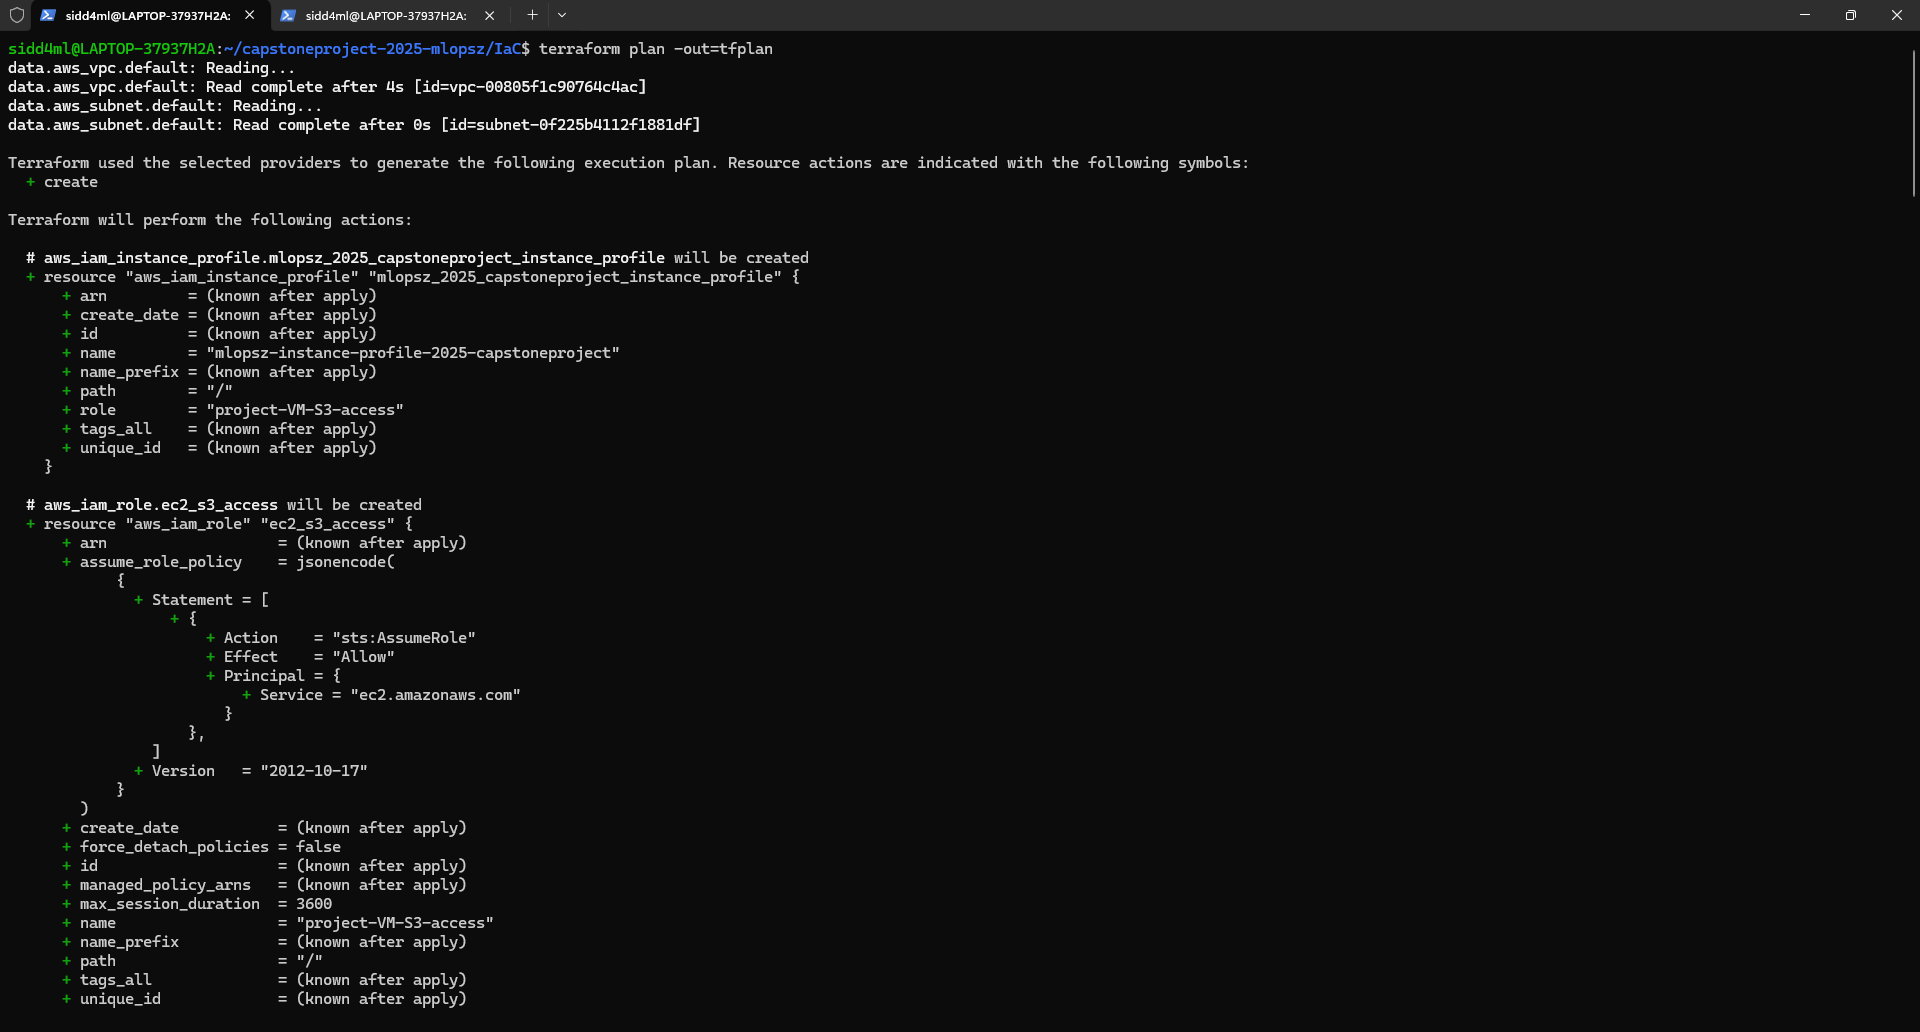 sidd4ml@LAPTOP-37937H2A:
sidd4ml@LAPTOP-37937H2A:
sidd4ml@LAPTOP-37937H2A:~/capstoneproject-2025-mlopsz/IaC$ terraform plan -out=tfplan
data.aws_vpc.default: Reading...
data.aws_vpc.default: Read complete after 4s [id=vpc-00805f1c90764c4ac]
data.aws_subnet.default: Reading...
data.aws_subnet.default: Read complete after 0s [id=subnet-0f225b4112f1881df]
Terraform used the selected providers to generate the following execution plan. Resource actions are indicated with the following symbols:
+ create
Terraform will perform the following actions:
# aws_iam_instance_profile.mlopsz_2025_capstoneproject_instance_profile will be created
+ resource "aws_iam_instance_profile" "mlopsz_2025_capstoneproject_instance_profile" {
+ arn = (known after apply)
+ create_date = (known after apply)
+ id = (known after apply)
+ name = "mlopsz-instance-profile-2025-capstoneproject"
+ name_prefix = (known after apply)
+ path = "/"
+ role = "project-VM-S3-access"
+ tags_all = (known after apply)
+ unique_id = (known after apply)
}
# aws_iam_role.ec2_s3_access will be created
+ resource "aws_iam_role" "ec2_s3_access" {
+ arn = (known after apply)
+ assume_role_policy = jsonencode(
{
+ Statement = [
+ {
+ Action = "sts:AssumeRole"
+ Effect = "Allow"
+ Principal = {
+ Service = "ec2.amazonaws.com"
}
},
]
+ Version = "2012-10-17"
}
)
+ create_date = (known after apply)
+ force_detach_policies = false
+ id = (known after apply)
+ managed_policy_arns = (known after apply)
+ max_session_duration = 3600
+ name = "project-VM-S3-access"
+ name_prefix = (known after apply)
+ path = "/"
+ tags_all = (known after apply)
+ unique_id = (known after apply)